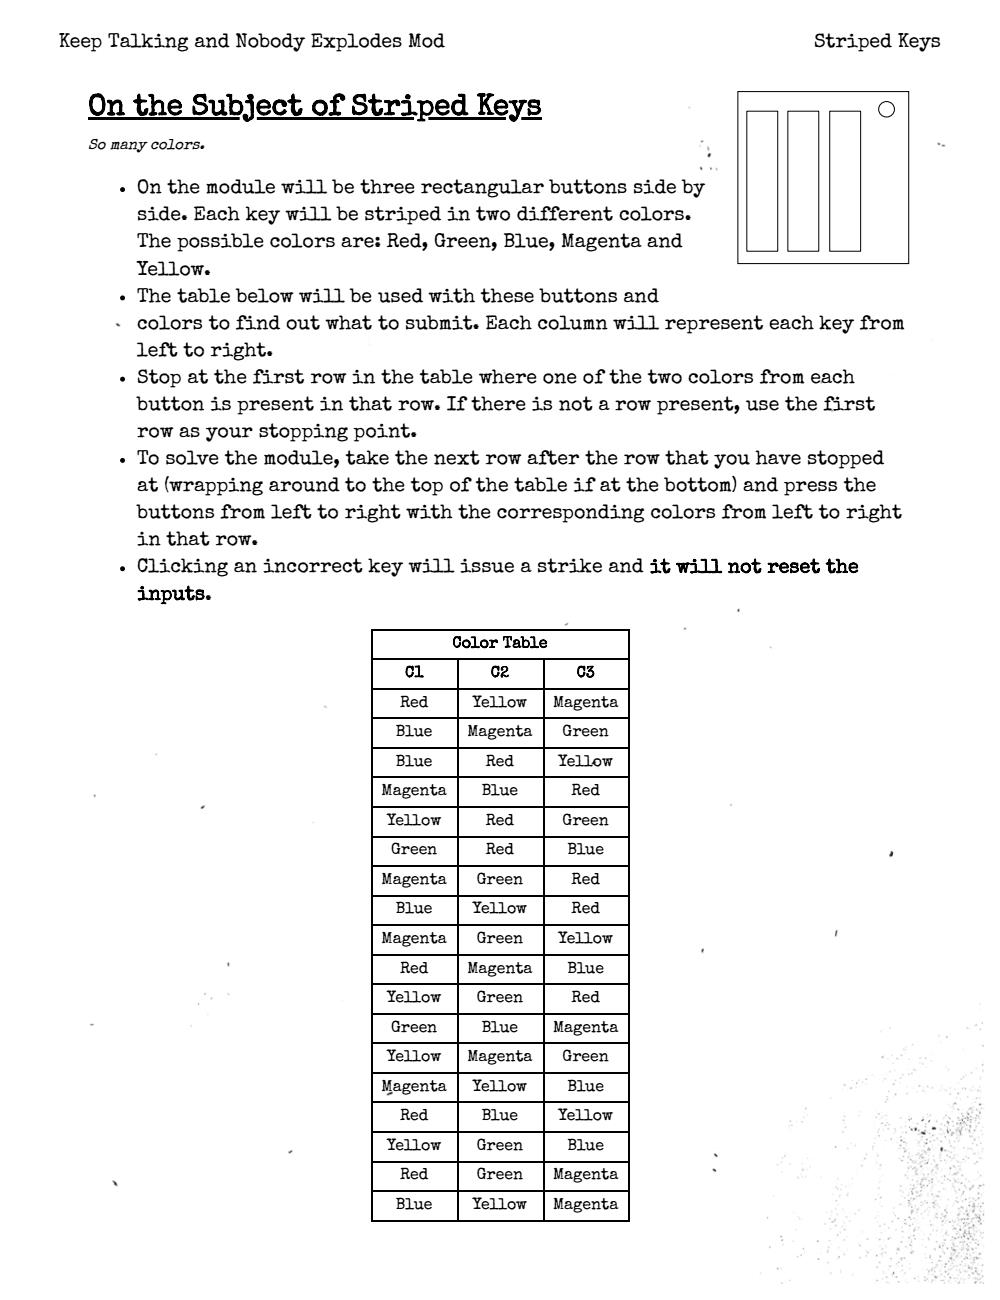 Keep Talking and Nobody Explodes Mod
Striped Keys
On the Subject of Striped Keys
So many colors.
• On the module will be three rectangular buttons side by
side. Each key will be striped in two different colors.
The possible colors are: Red, Green, Blue, Magenta and
Yellow.
• The table below will be used with these buttons and
colors to find out what to submit. Each column will represent each key from
left to right.
• Stop at the first row in the table where one of the two colors from each
button is present in that row. If there is not a row present, use the first
row as your stopping point.
• To solve the module, take the next row after the row that you have stopped
at (wrapping around to the top of the table if at the bottom) and press the
buttons from left to right with the corresponding colors from left to right
in that row.
• Clicking an incorrect key will issue a strike and it will not reset the
inputs.
Color Table
C1 C2 C3
Red Yellow Magenta
Blue Magenta Green
Blue Red Yellow
Magenta Blue Red
Yellow Red Green
Green Red Blue
Magenta Green Red
Blue Yellow Red
Magenta Green Yellow
Red Magenta Blue
Yellow Green Red
Green Blue Magenta
Yellow Magenta Green
Magenta Yellow Blue
Red Blue Yellow
Yellow Green Blue
Red Green Magenta
Blue Yellow Magenta